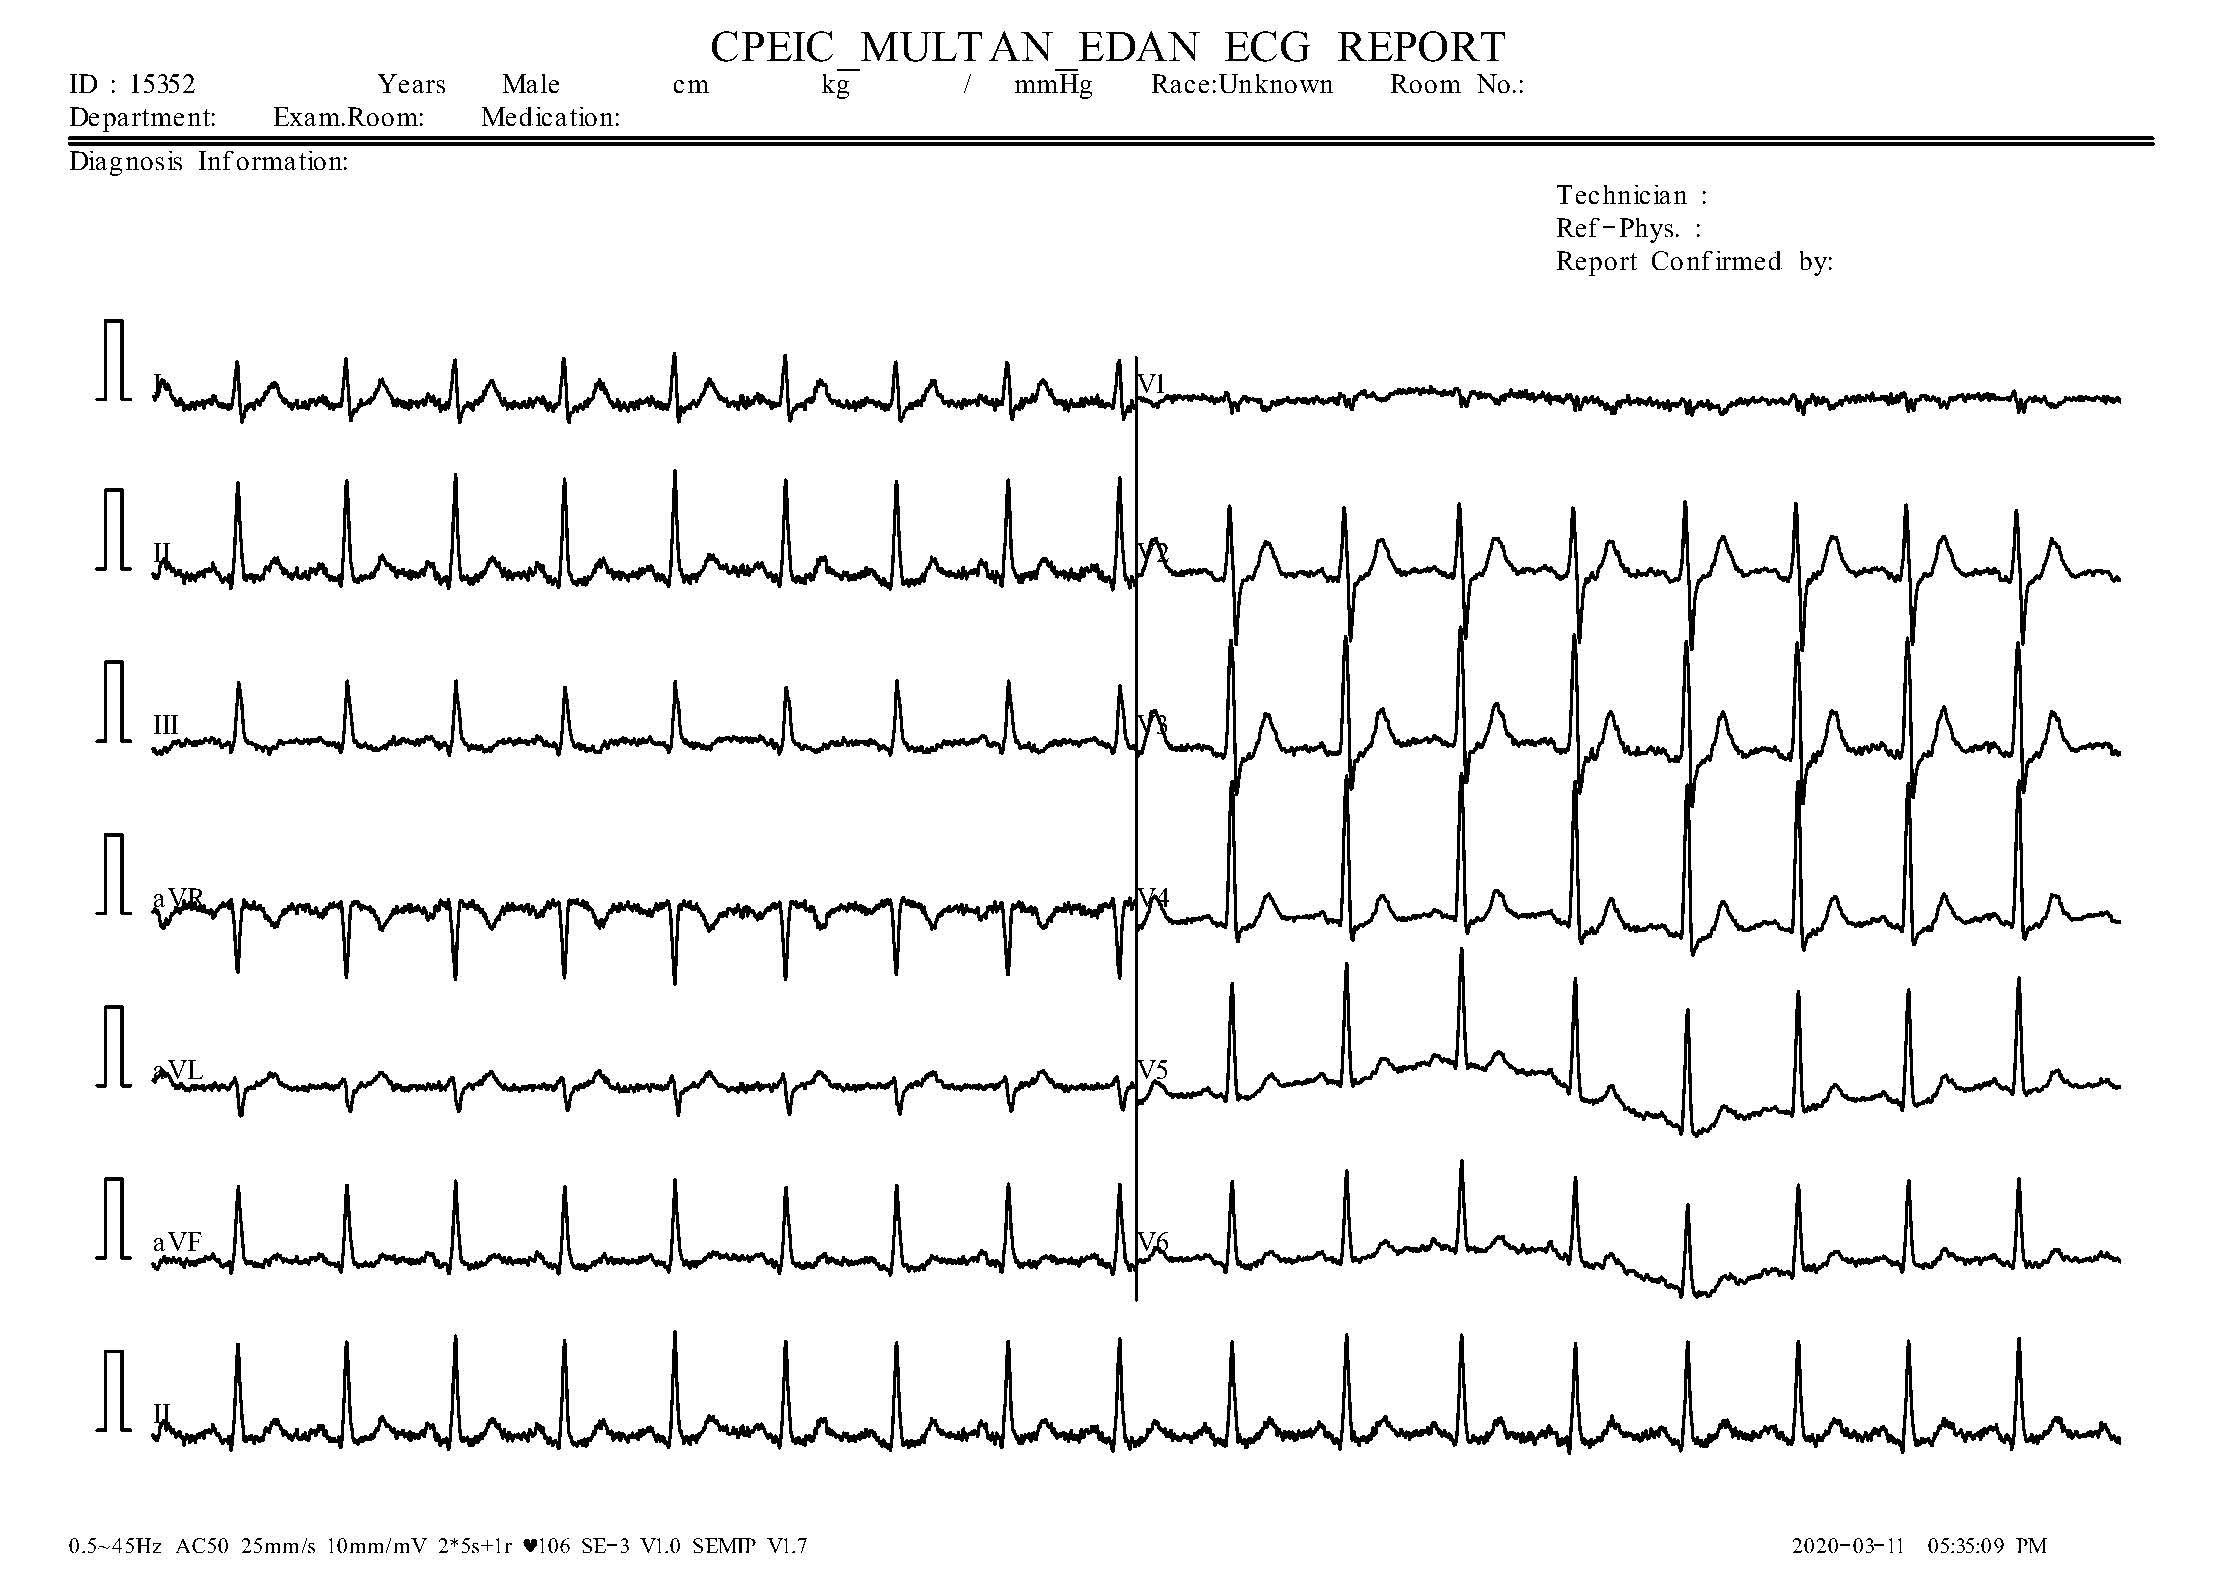 CPEIC_MULTAN_EDAN ECG REPORT
ID : 15352 Years Male cm kg / mmHg Race:Unknown Room No.:
Department: Exam.Room: Medication:
Diagnosis Information:
Technician :
Ref-Phys. :
Report Confirmed by:
I V1
II V2
III V3
aVR V4
aVL V5
aVF V6
II
0.5~45Hz AC50 25mm/s 10mm/mV 2*5s+1r ♥106 SE-3 V1.0 SEMIP V1.7 2020-03-11 05:35:09 PM